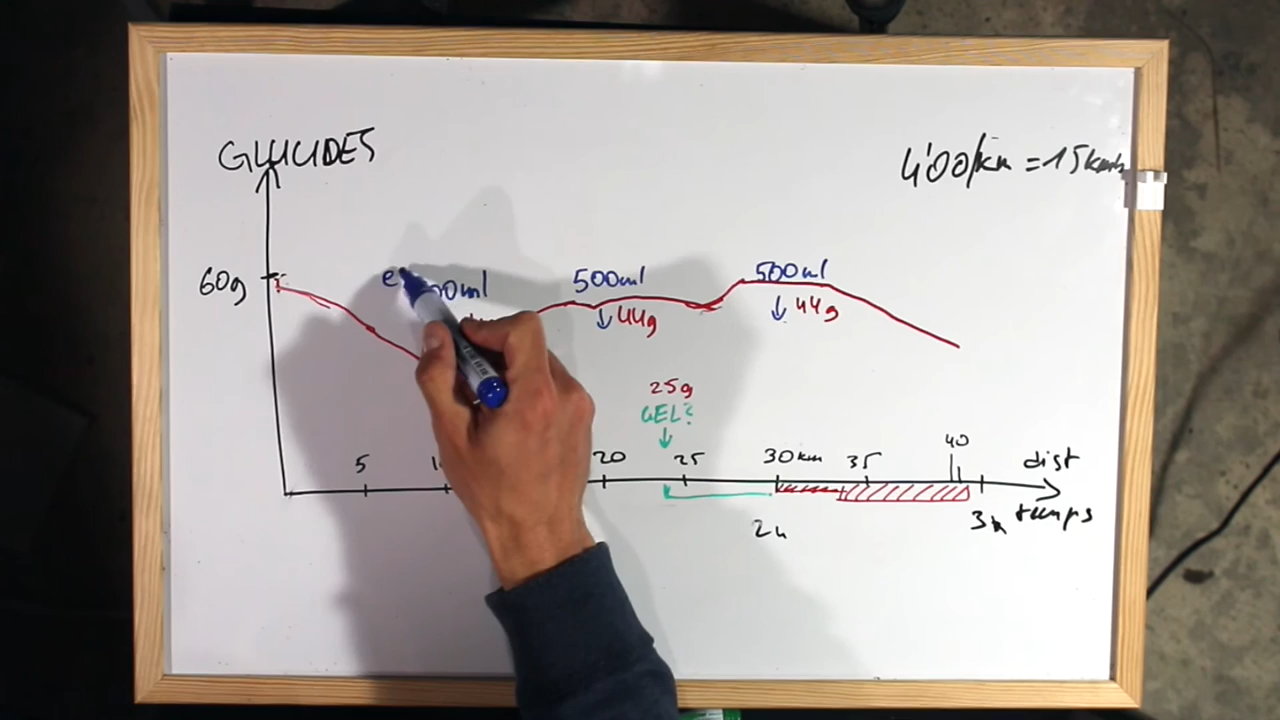 GLUCIDES
4'00/km = 15km/h
60g
500ml
500ml
↓ 44g
↓ 44g
25g
GEL?
↓
5
20
25
30km
35
40
dist
temps
2h
3h